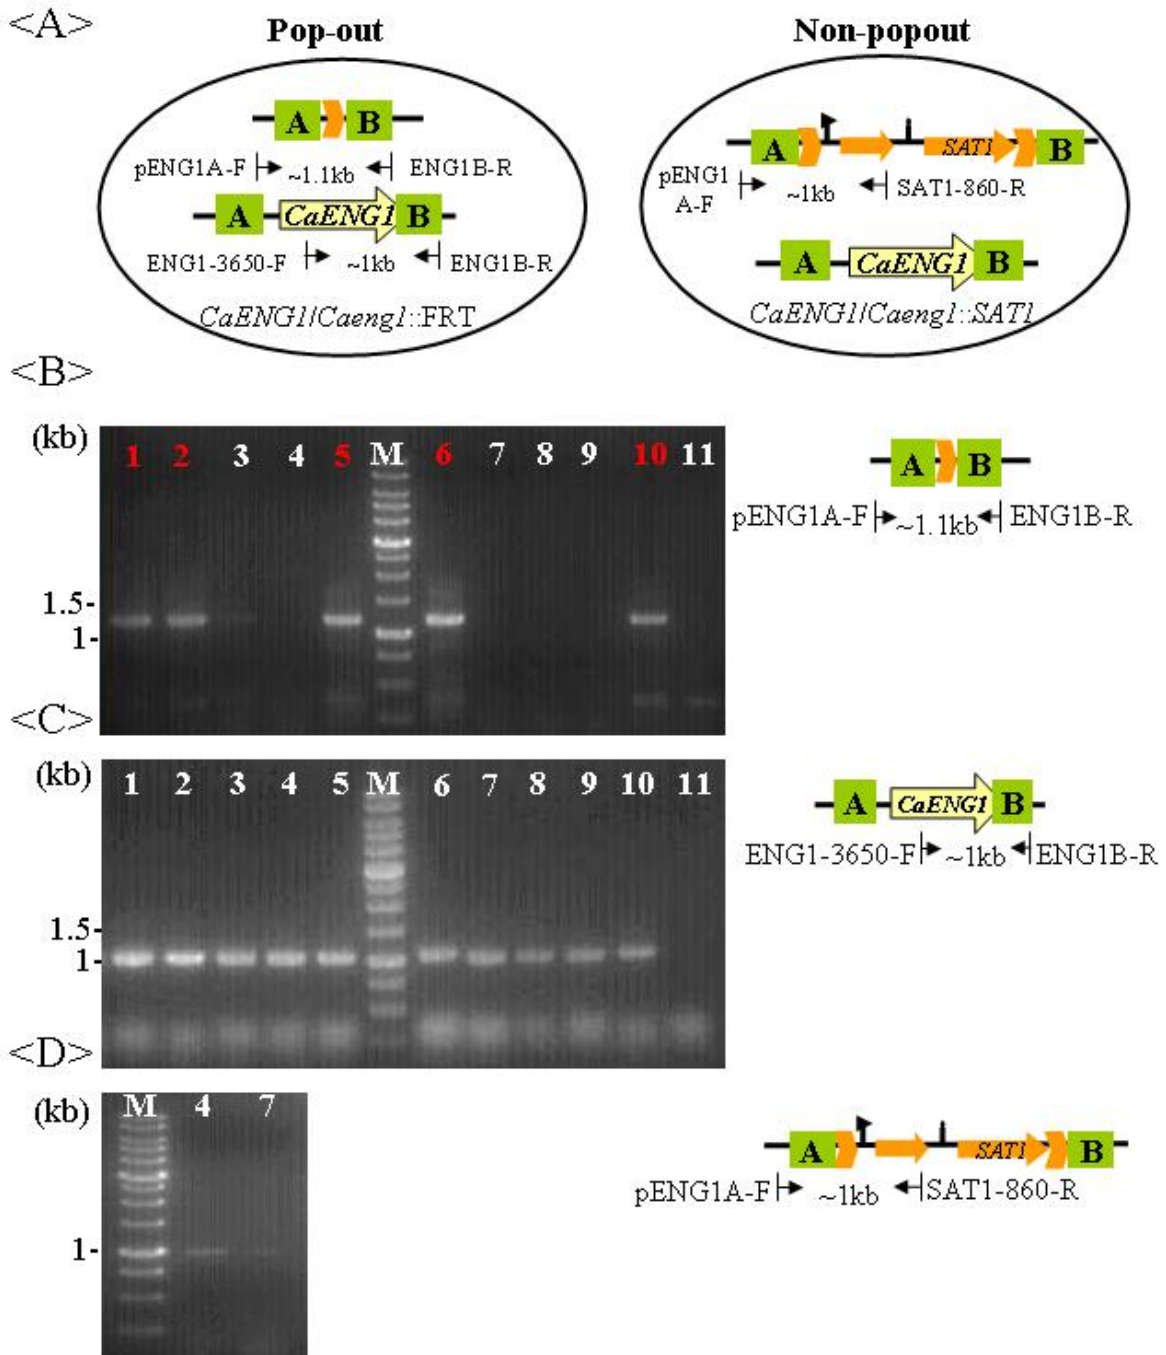 <A>
Pop-out
Non-popout
A B
pENG1A-F ~1.1kb ENG1B-R
A CaENG1 B
ENG1-3650-F ~1kb ENG1B-R
CaENG1/Caeng1::FRT
A SAT1 B
pENG1
A-F
~1kb SAT1-860-R
A CaENG1 B
CaENG1/Caeng1::SAT1
<B>
(kb) 1 2 3 4 5 M 6 7 8 9 10 11
1.5-
1-
A B
pENG1A-F ~1.1kb ENG1B-R
<C>
(kb) 1 2 3 4 5 M 6 7 8 9 10 11
1.5-
1-
A CaENG1 B
ENG1-3650-F ~1kb ENG1B-R
<D>
(kb) M 4 7
1-
A SAT1 B
pENG1A-F ~1kb SAT1-860-R